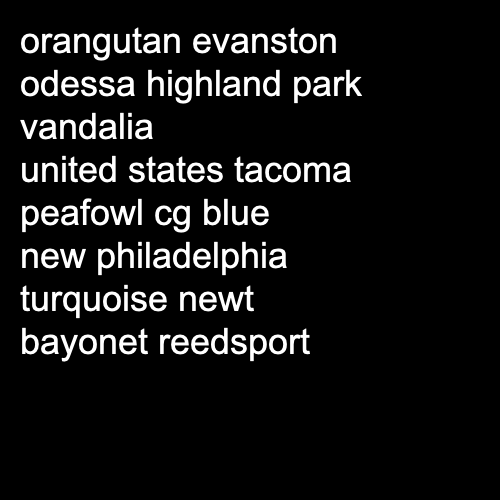 orangutan evanston
odessa highland park
vandalia
united states tacoma
peafowl cg blue
new philadelphia
turquoise newt
bayonet reedsport